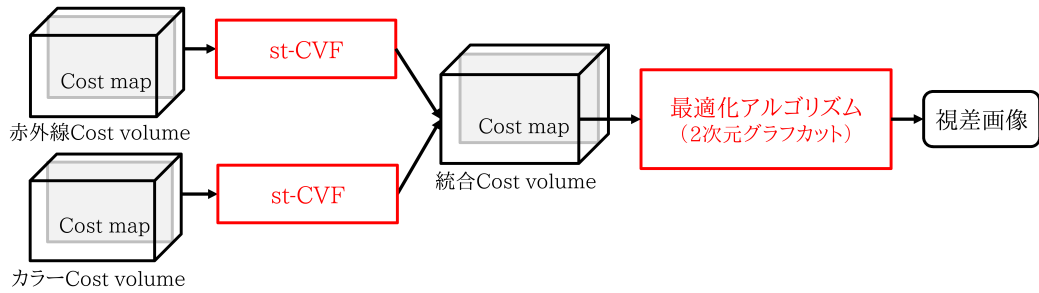 Cost map
赤外線Cost volume
st-CVF
Cost map
カラーCost volume
st-CVF
Cost map
統合Cost volume
最適化アルゴリズム
(2次元グラフカット)
視差画像